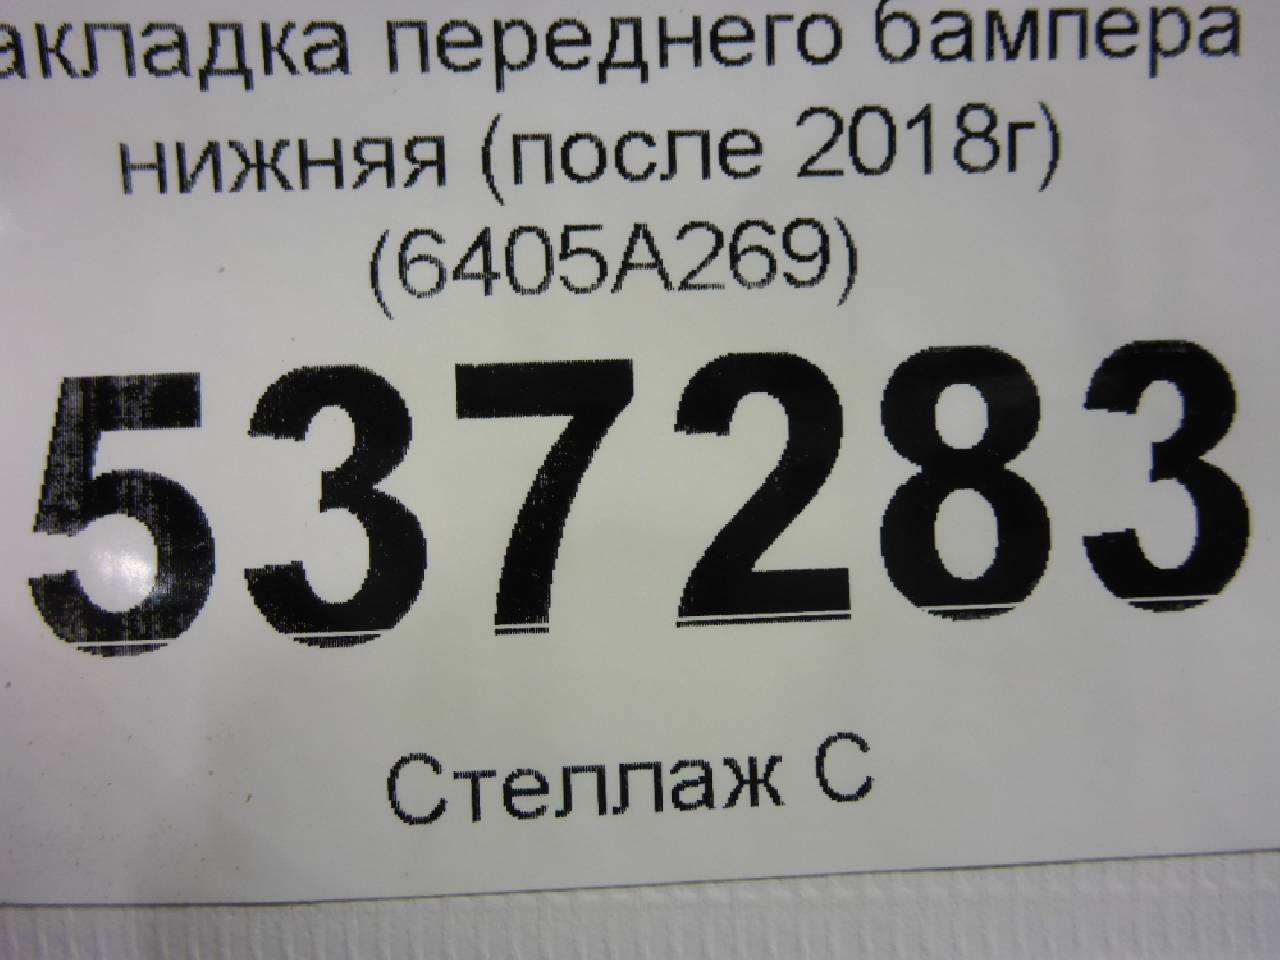 акладка переднего бампера
нижняя (после 2018г)
(6405A269)
537283
Стеллаж С